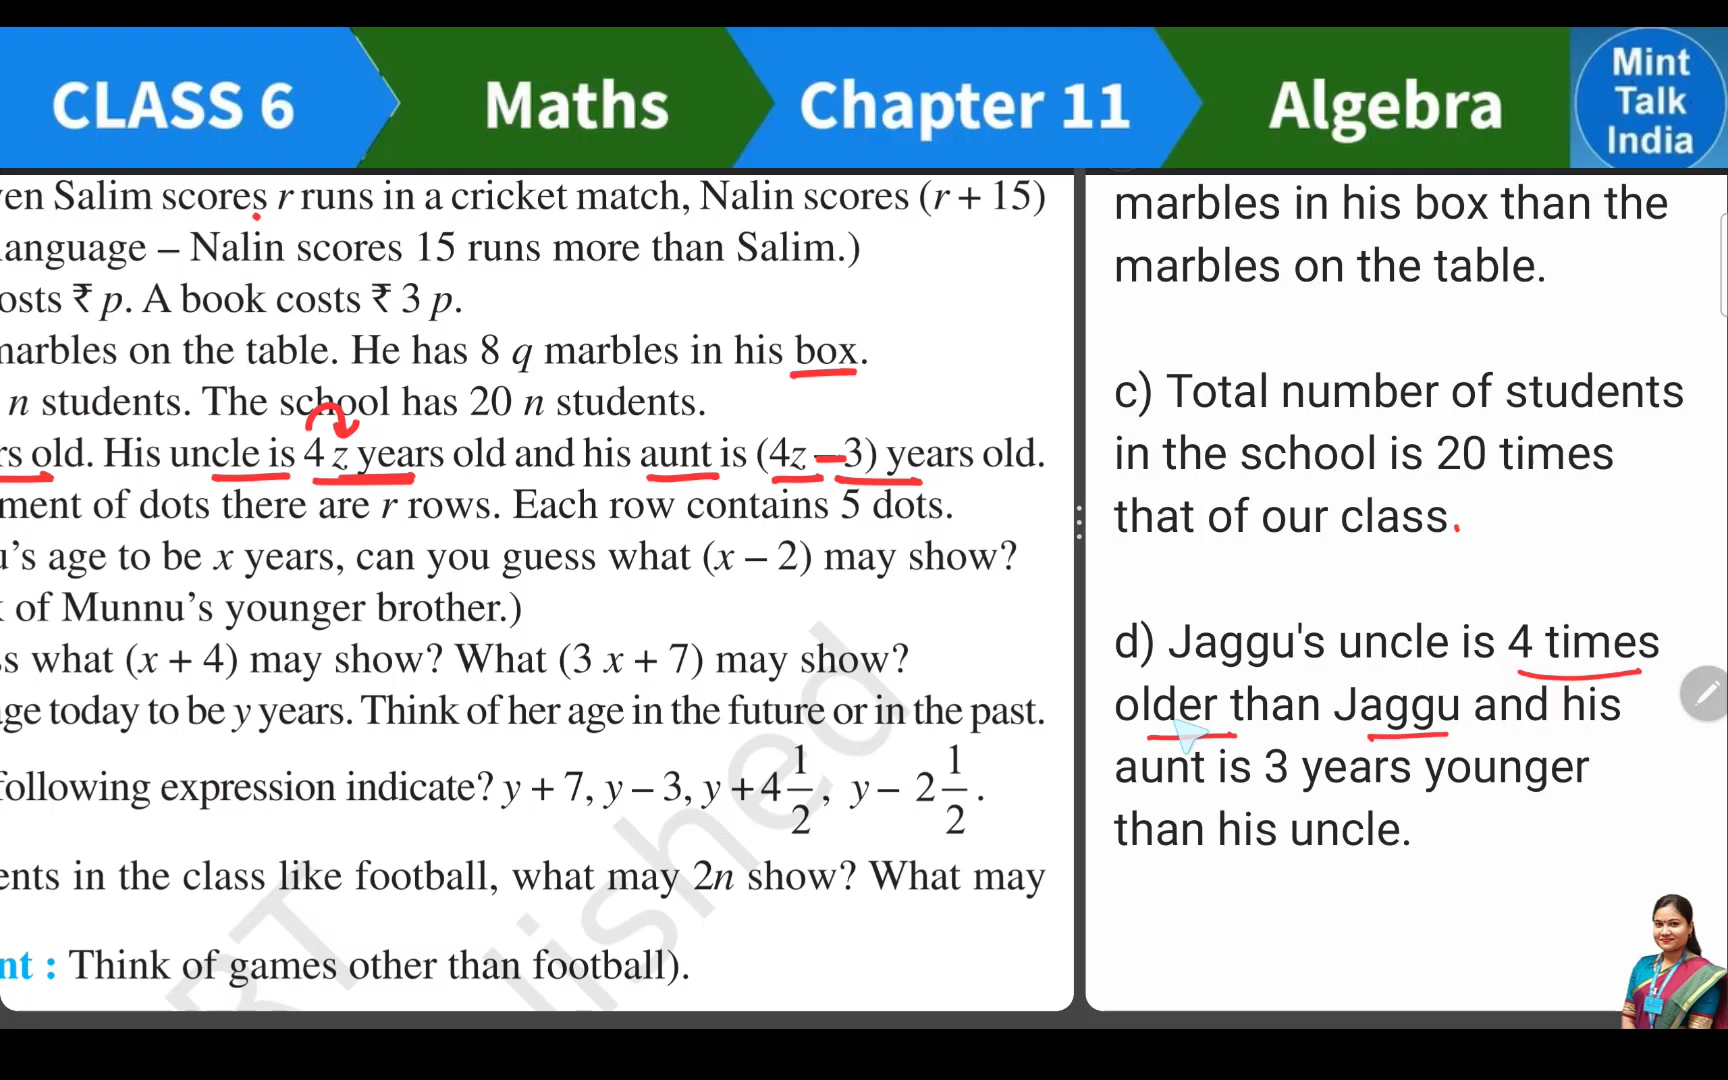 CLASS 6
Maths
Chapter 11
Algebra
Mint
Talk
India
en Salim scores r runs in a cricket match, Nalin scores (r + 15)
anguage – Nalin scores 15 runs more than Salim.)
osts ₹ p. A book costs ₹ 3 p.
marbles on the table. He has 8 q marbles in his box.
n students. The school has 20 n students.
rs old. His uncle is 4 z years old and his aunt is (4z – 3) years old.
ment of dots there are r rows. Each row contains 5 dots.
u's age to be x years, can you guess what (x – 2) may show?
of Munnu's younger brother.)
s what (x + 4) may show? What (3 x + 7) may show?
ge today to be y years. Think of her age in the future or in the past.
following expression indicate? y + 7, y – 3, y + 4 1/2, y – 2 1/2.
ents in the class like football, what may 2n show? What may
nt : Think of games other than football).
marbles in his box than the
marbles on the table.
c) Total number of students
in the school is 20 times
that of our class.
d) Jaggu's uncle is 4 times
older than Jaggu and his
aunt is 3 years younger
than his uncle.